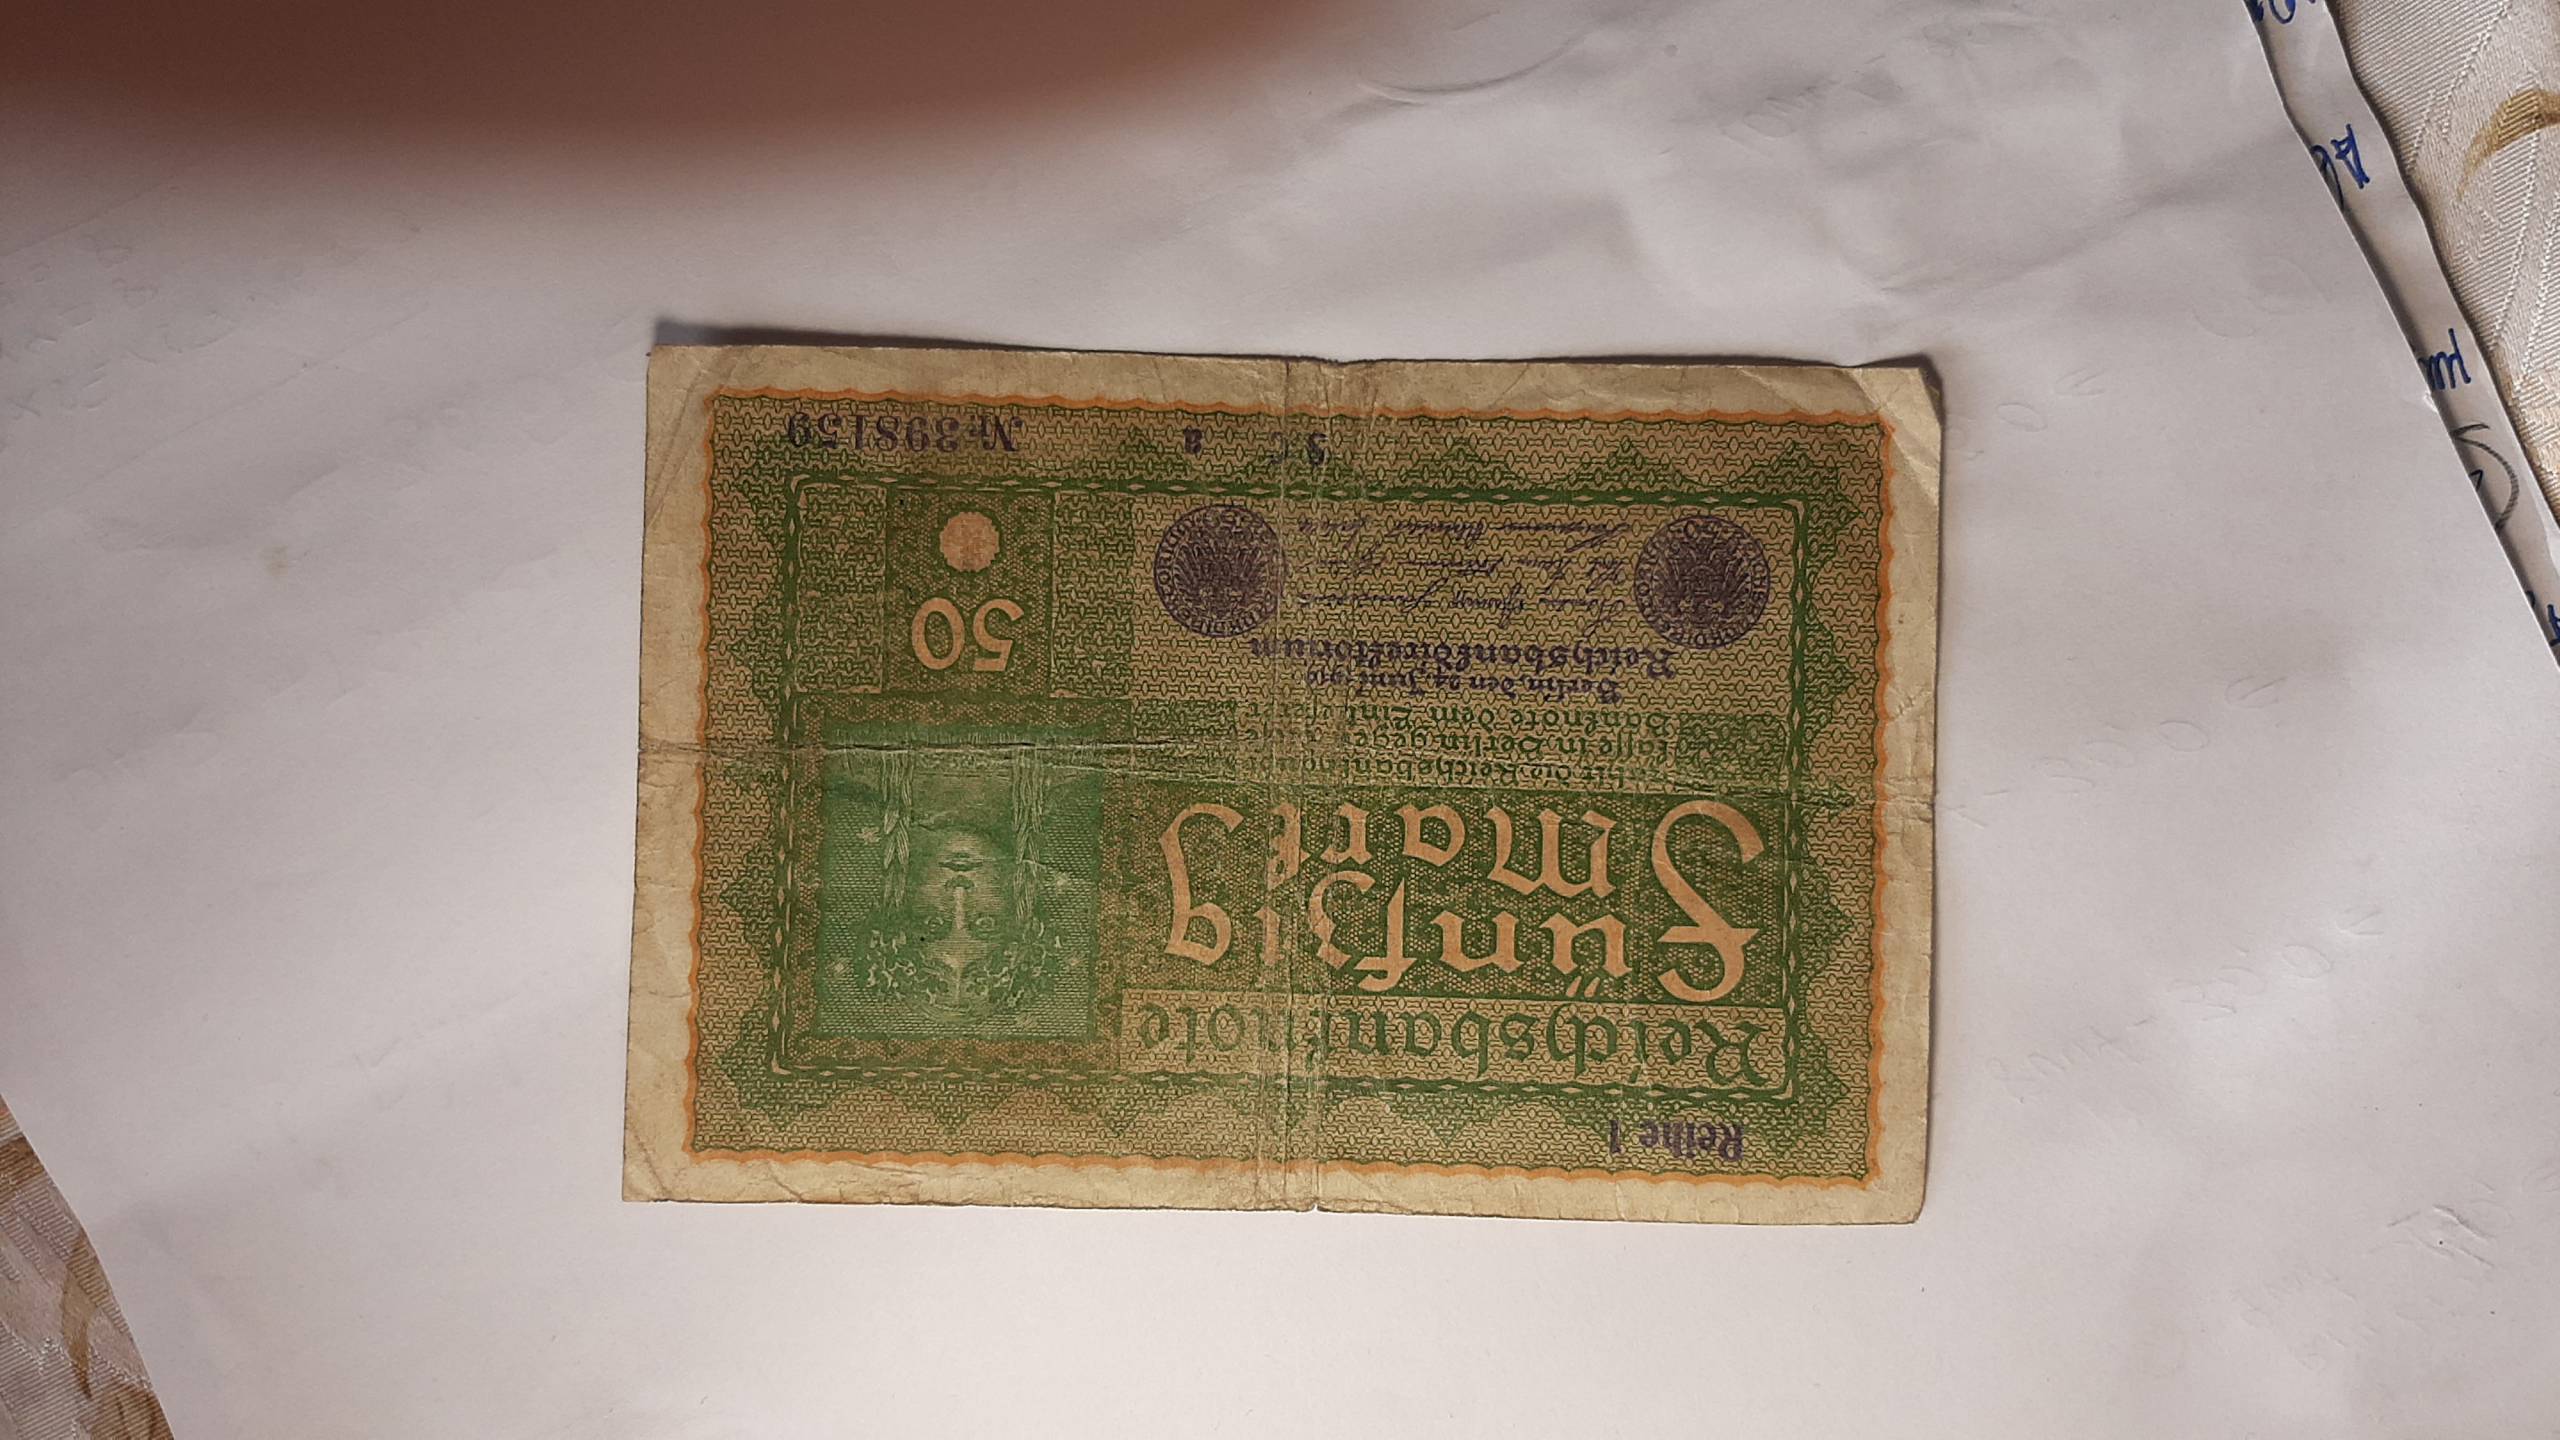 Reihe 1
Reichsbanknote
Fünfzig
Mark
zahlt die Reichsbankhaupt
kasse in Berlin gegen diese
Banknote dem Einlieferer
Berlin, den 24. Juni 1919
Reichsbankdirektorium
50
№ 398159